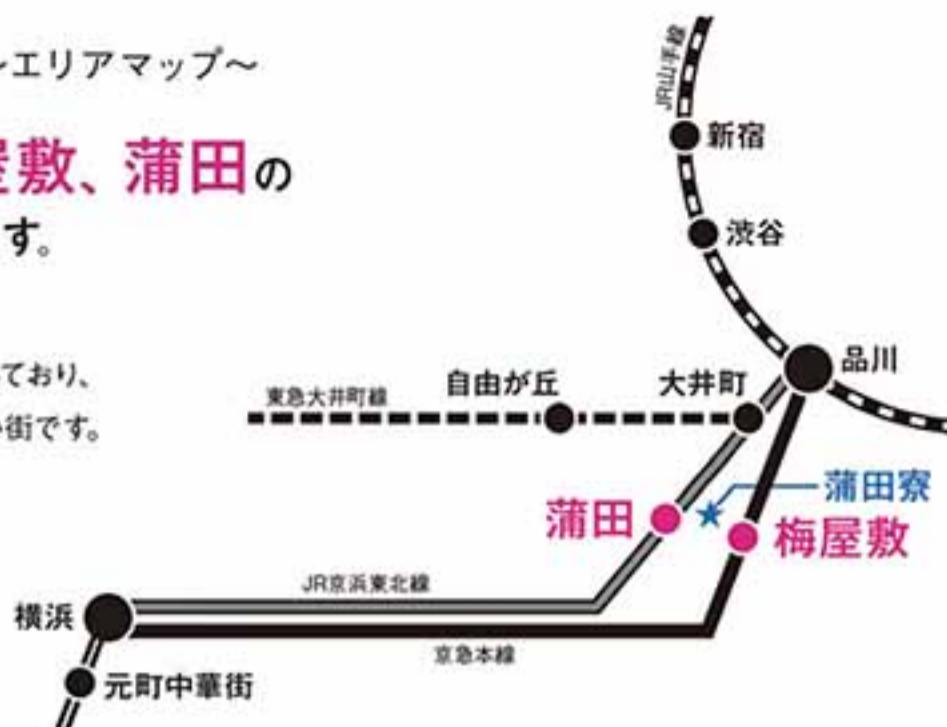 ~エリアマップ~
屋敷、蒲田の
す。
ており、
い街です。
JR山手線
新宿
渋谷
品川
自由が丘
大井町
東急大井町線
蒲田寮
蒲田
梅屋敷
JR京浜東北線
横浜
京急本線
元町中華街